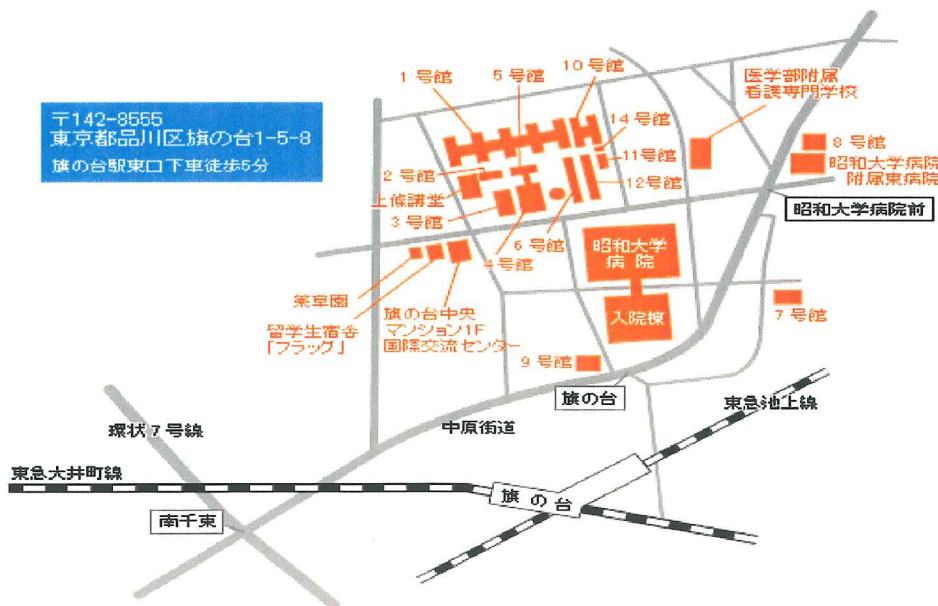 〒142-8555
東京都品川区旗の台1-5-8
旗の台駅東口下車徒歩5分
1号館
5号館
10号館
医学部附属
看護専門学校
14号館
8号館
11号館
昭和大学病院
附属東病院
2号館
12号館
上條講堂
3号館
昭和大学病院前
6号館
4号館
昭和大学
病院
薬草園
旗の台中央
マンション1F
国際交流センター
留学生宿舎
「フラッグ」
入院棟
7号館
9号館
旗の台
東急池上線
中原街道
環状7号線
東急大井町線
旗の台
南千束